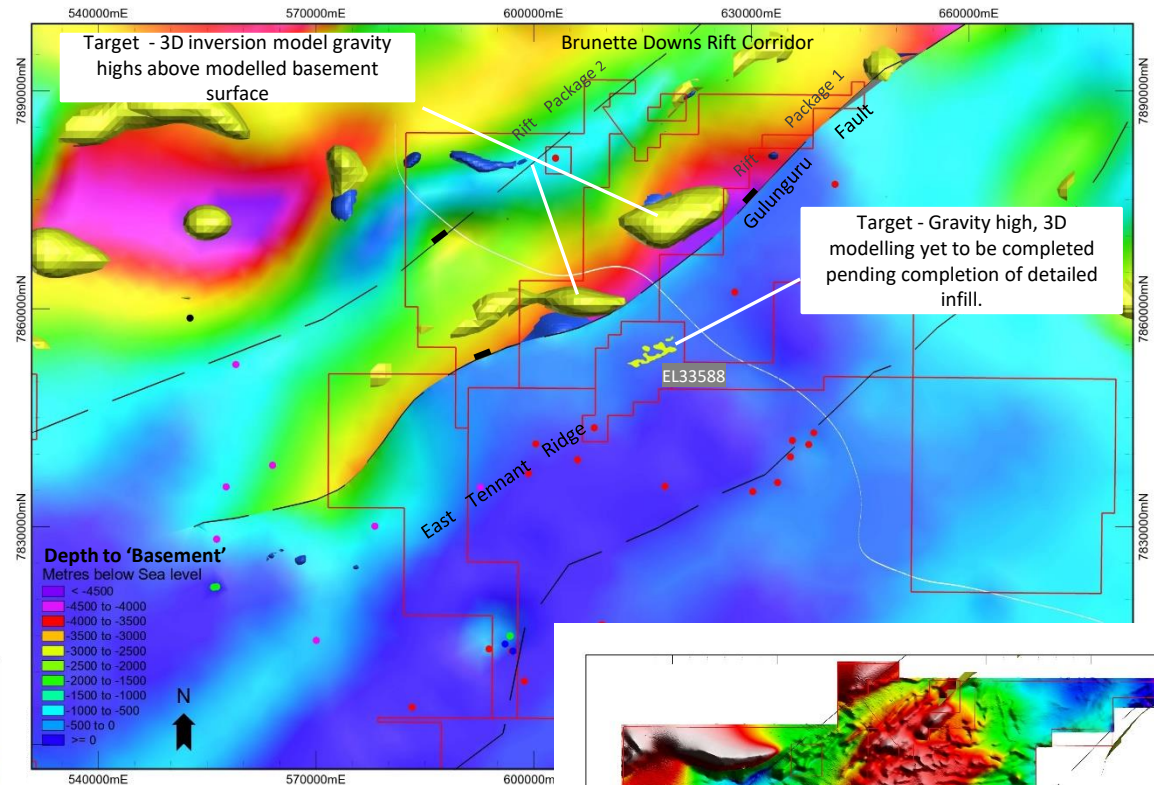 540000mE
570000mE
600000mE
630000mE
660000mE
Target - 3D inversion model gravity
highs above modelled basement
surface
Brunette Downs Rift Corridor
7890000mN
7890000mN
Rift Package 2
Rift Package 1
Gulunguru Fault
Target - Gravity high, 3D
modelling yet to be completed
pending completion of detailed
infill.
7860000mN
7860000mN
EL33588
East Tennant Ridge
7830000mN
7830000mN
Depth to 'Basement'
Metres below Sea level
< -4500
-4500 to -4000
-4000 to -3500
-3500 to -3000
-3000 to -2500
-2500 to -2000
-2000 to -1500
-1500 to -1000
-1000 to -500
-500 to 0
>= 0
N
540000mE
570000mE
600000mE